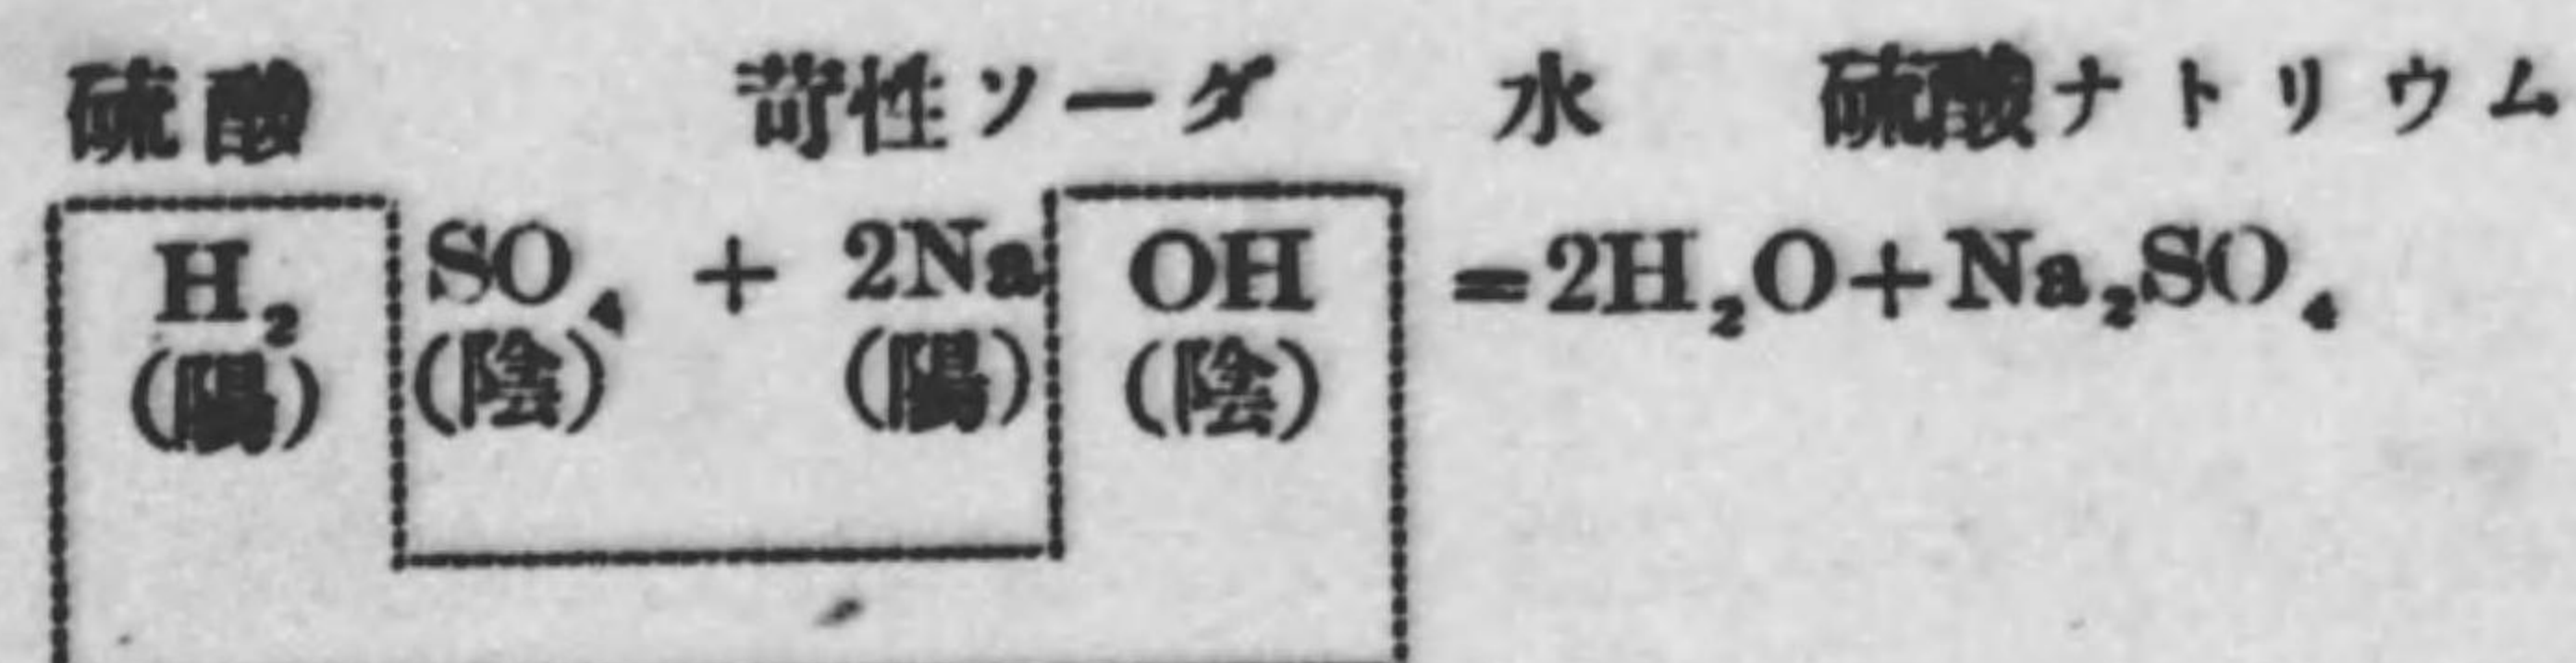 硫酸 苛性ソーダ 水 硫酸ナトリウム
H₂ SO₄ + 2Na OH =2H₂O+Na₂SO₄
(陽) (陰) (陽) (陰)